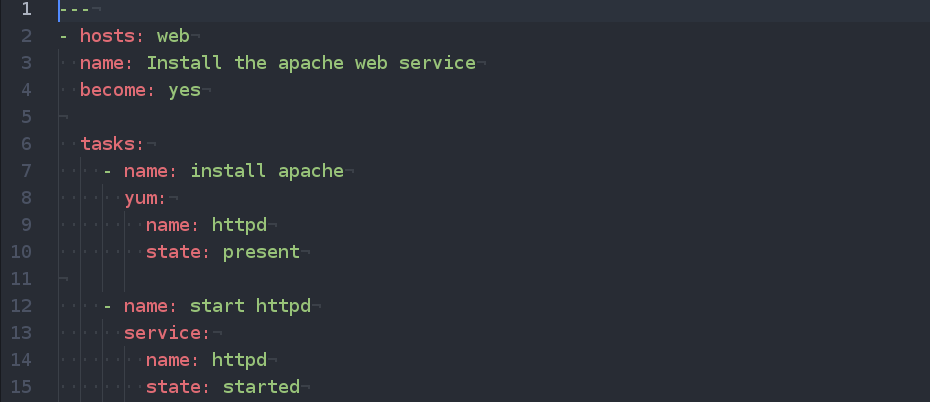 1 ---
2 - hosts: web
3   name: Install the apache web service
4   become: yes
5
6   tasks:
7     - name: install apache
8       yum:
9         name: httpd
10         state: present
11
12     - name: start httpd
13       service:
14         name: httpd
15         state: started